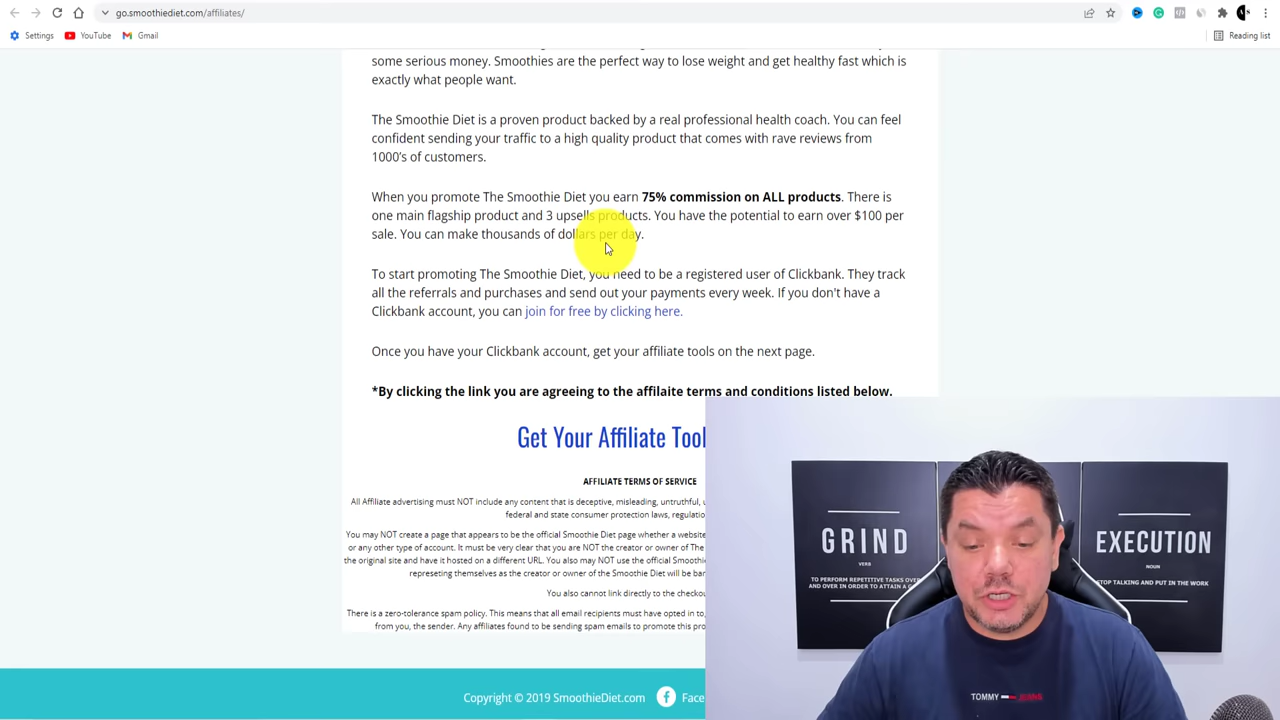 go.smoothiediet.com/affiliates/
Settings YouTube Gmail Reading list
some serious money. Smoothies are the perfect way to lose weight and get healthy fast which is
exactly what people want.
The Smoothie Diet is a proven product backed by a real professional health coach. You can feel
confident sending your traffic to a high quality product that comes with rave reviews from
1000's of customers.
When you promote The Smoothie Diet you earn 75% commission on ALL products. There is
one main flagship product and 3 upsells products. You have the potential to earn over $100 per
sale. You can make thousands of dollars per day.
To start promoting The Smoothie Diet, you need to be a registered user of Clickbank. They track
all the referrals and purchases and send out your payments every week. If you don't have a
Clickbank account, you can join for free by clicking here.
Once you have your Clickbank account, get your affiliate tools on the next page.
*By clicking the link you are agreeing to the affilaite terms and conditions listed below.
Get Your Affiliate Tool
AFFILIATE TERMS OF SERVICE
All Affiliate advertising must NOT include any content that is deceptive, misleading, untruthful,
federal and state consumer protection laws,
You may NOT create a page that appears to be the official Smoothie Diet page whether a website
or any other type of account. It must be very clear that you are NOT the creator or owner of The
the original site and have it hosted on a different URL. You also may NOT use the official
represeting themselves as the creator or owner of the Smoothie Diet will be
You also cannot link directly to the
There is a zero-tolerance spam policy. This means that all email recipients must have opted in to,
from you, the sender. Any affiliates found to be sending spam emails to promote this
Copyright © 2019 SmoothieDiet.com
GRIND
VERB
TO PERFORM REPETITIVE TASKS OVER
AND OVER IN ORDER TO ATTAIN A
EXECUTION
NOUN
STOP TALKING AND PUT IN THE WORK
TOMMY